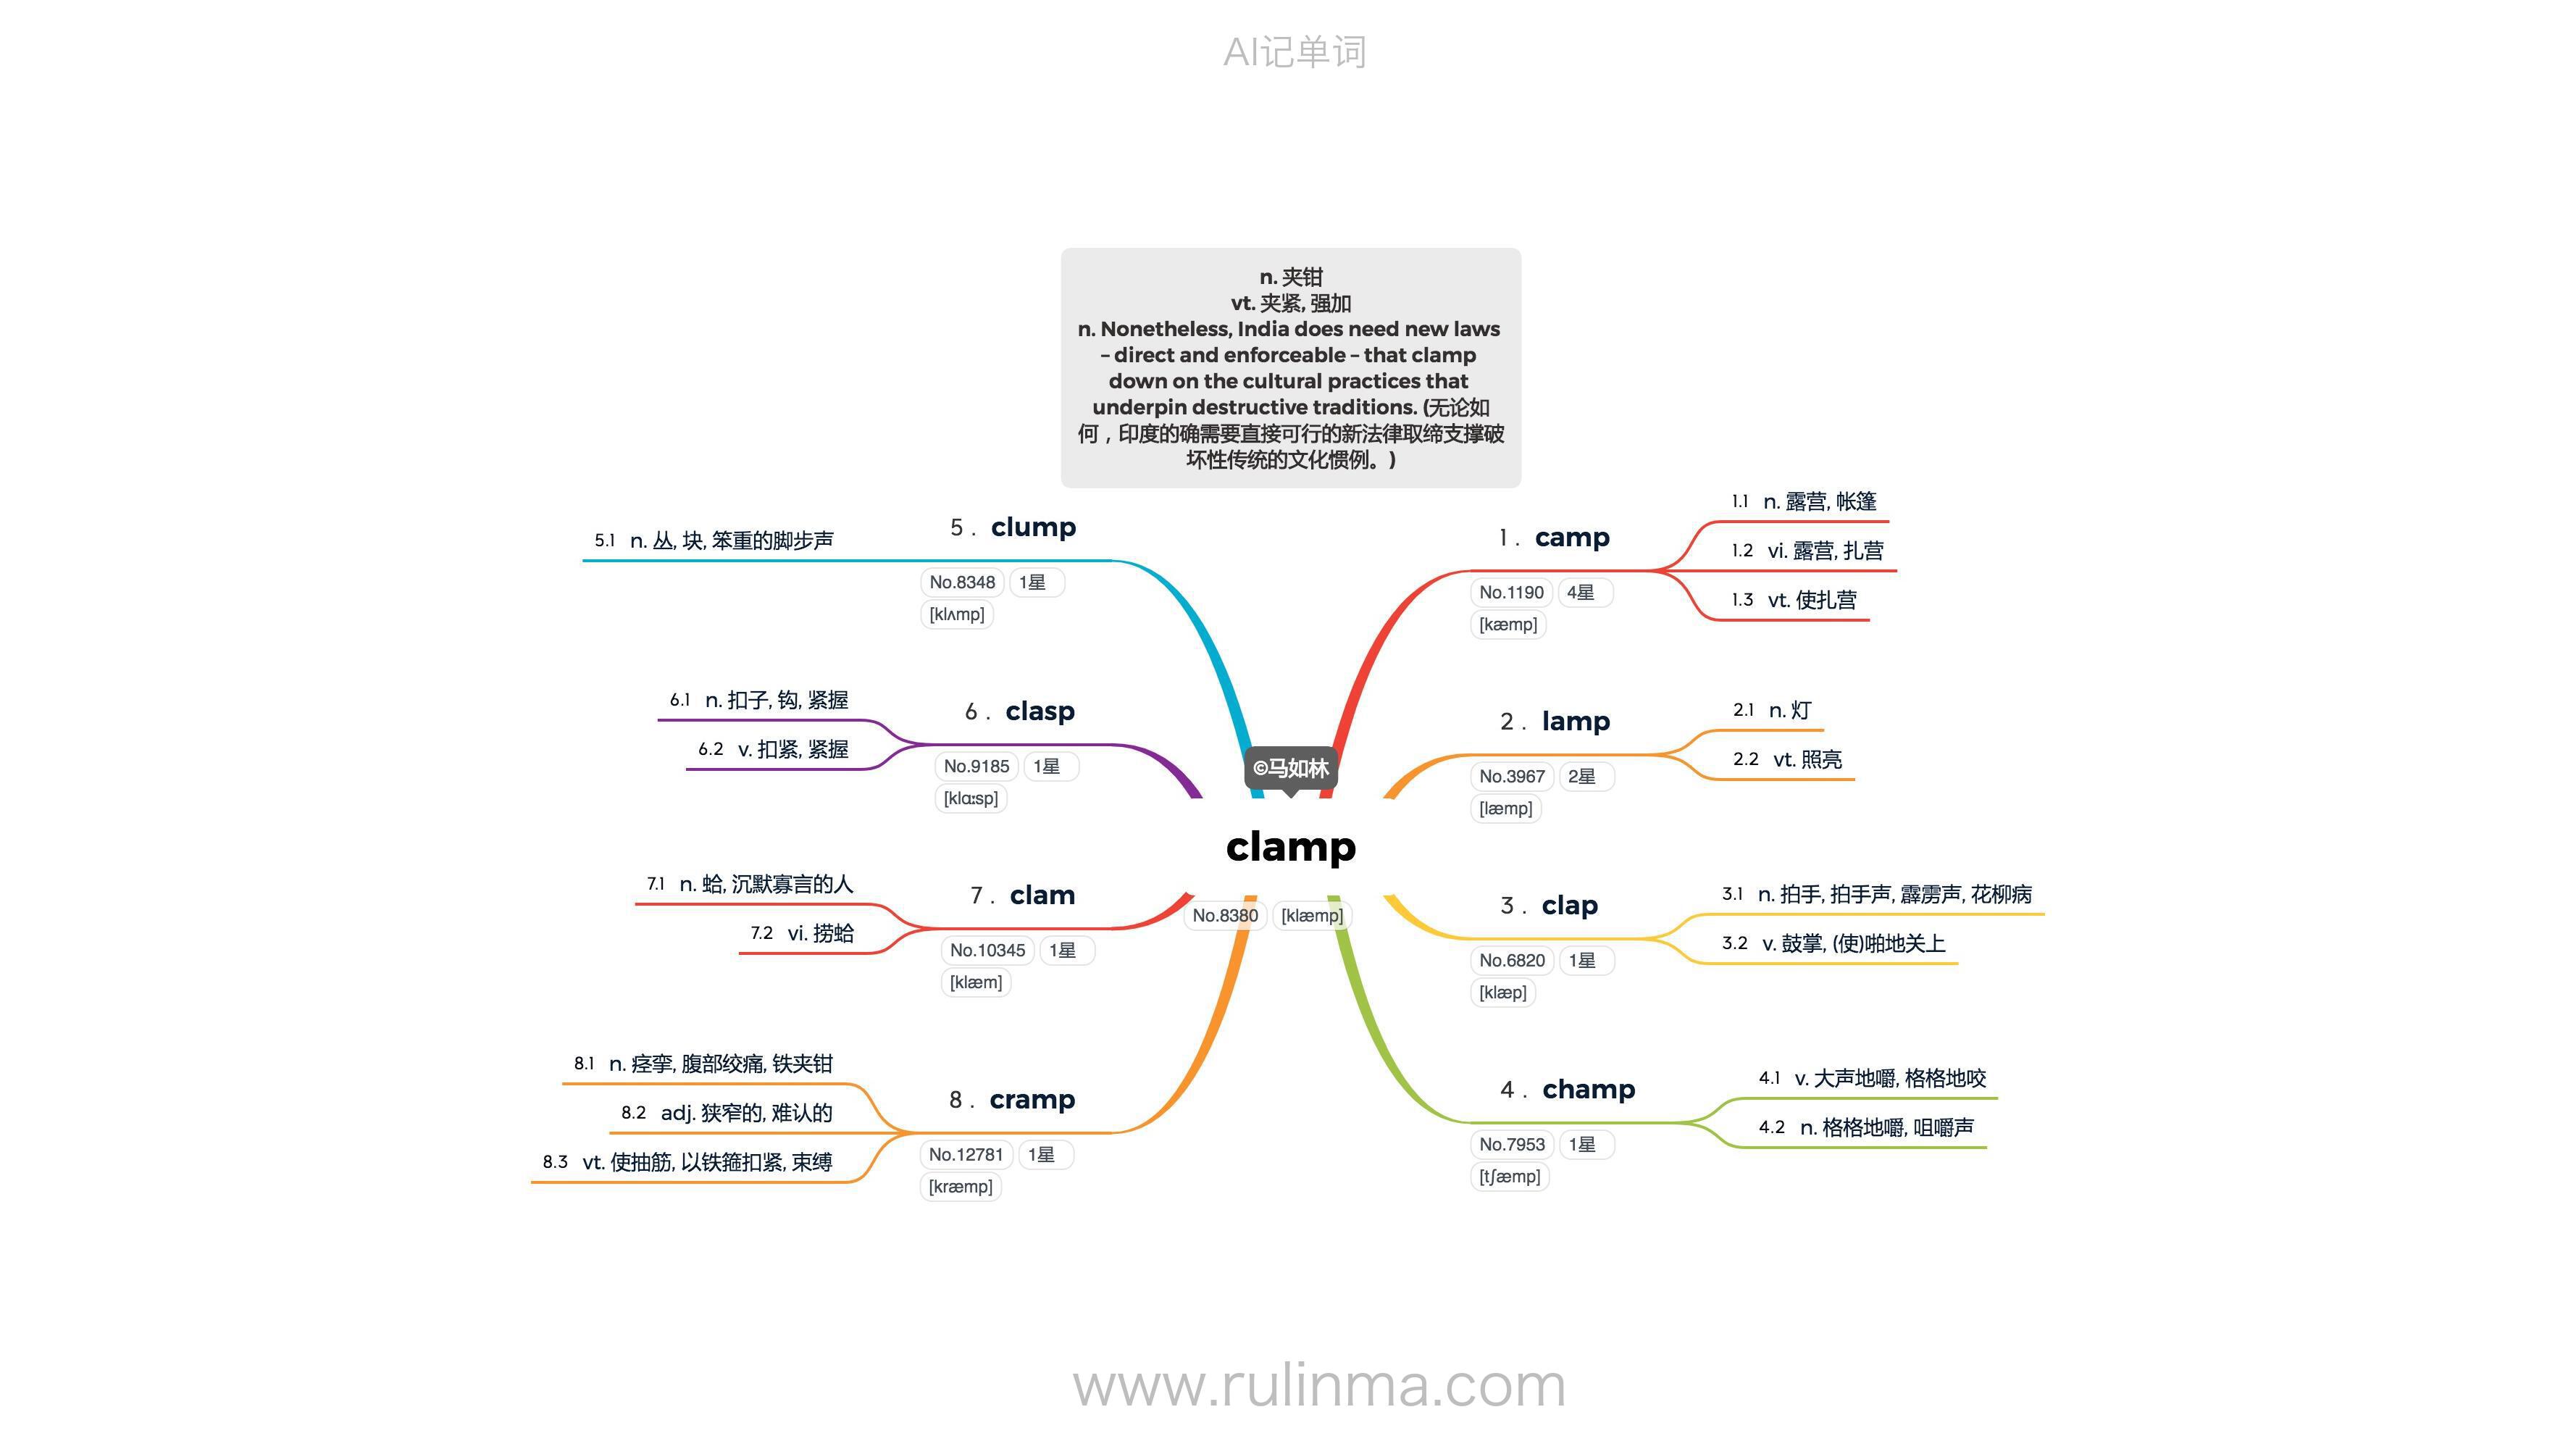 AI记单词
n. 夹钳
vt. 夹紧, 强加
n. Nonetheless, India does need new laws
– direct and enforceable – that clamp
down on the cultural practices that
underpin destructive traditions. (无论如
何，印度的确需要直接可行的新法律取缔支撑破
坏性传统的文化惯例。)
©马如林
clamp
No.8380 [klæmp]
1 . camp
No.1190 4星
[kæmp]
1.1 n. 露营, 帐篷
1.2 vi. 露营, 扎营
1.3 vt. 使扎营
2 . lamp
No.3967 2星
[læmp]
2.1 n. 灯
2.2 vt. 照亮
3 . clap
No.6820 1星
[klæp]
3.1 n. 拍手, 拍手声, 霹雳声, 花柳病
3.2 v. 鼓掌, (使)啪地关上
4 . champ
No.7953 1星
[tʃæmp]
4.1 v. 大声地嚼, 格格地咬
4.2 n. 格格地嚼, 咀嚼声
5 . clump
No.8348 1星
[klʌmp]
5.1 n. 丛, 块, 笨重的脚步声
6 . clasp
No.9185 1星
[klɑːsp]
6.1 n. 扣子, 钩, 紧握
6.2 v. 扣紧, 紧握
7 . clam
No.10345 1星
[klæm]
7.1 n. 蛤, 沉默寡言的人
7.2 vi. 捞蛤
8 . cramp
No.12781 1星
[kræmp]
8.1 n. 痉挛, 腹部绞痛, 铁夹钳
8.2 adj. 狭窄的, 难认的
8.3 vt. 使抽筋, 以铁箍扣紧, 束缚
www.rulinma.com